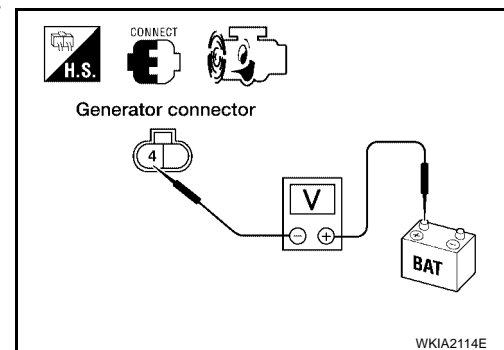 CONNECT
H.S.
Generator connector
4
V
− +
+ −
BAT
WKIA2114E